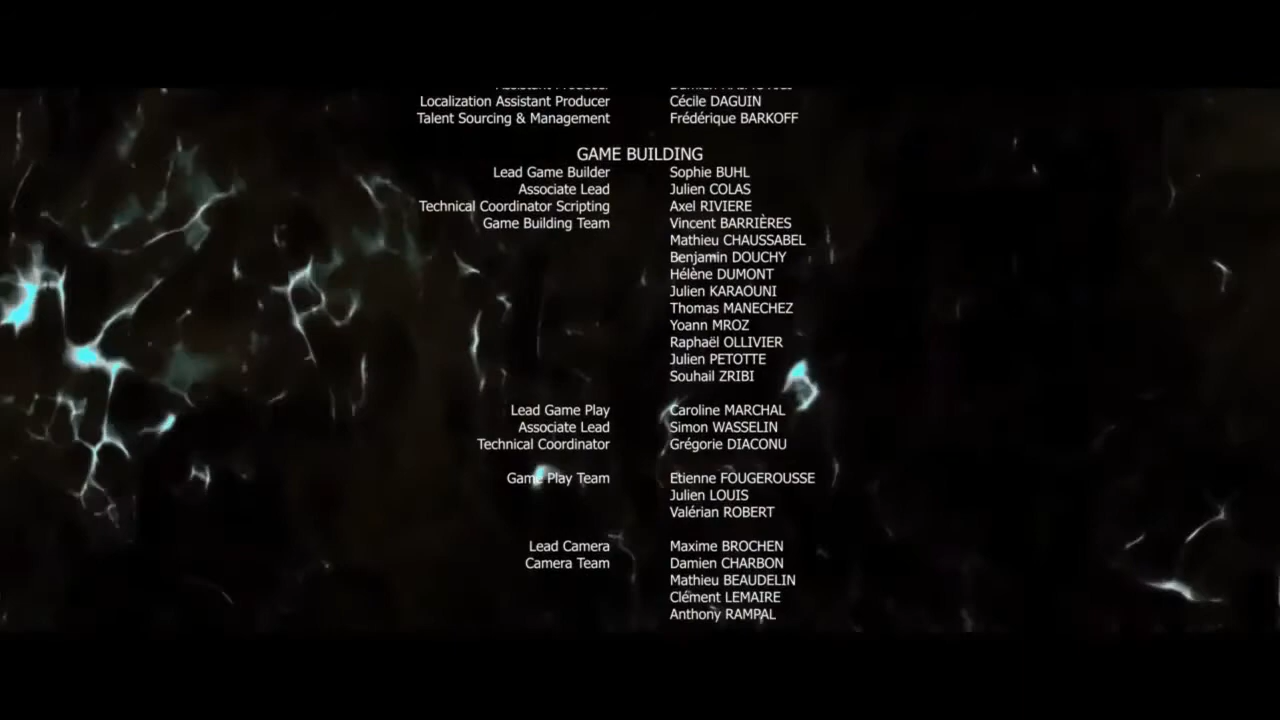 Localization Assistant Producer Cécile DAGUIN
Talent Sourcing & Management Frédérique BARKOFF
GAME BUILDING
Lead Game Builder Sophie BUHL
Associate Lead Julien COLAS
Technical Coordinator Scripting Axel RIVIERE
Game Building Team Vincent BARRIÈRES
Mathieu CHAUSSABEL
Benjamin DOUCHY
Hélène DUMONT
Julien KARAOUNI
Thomas MANECHEZ
Yoann MROZ
Raphaël OLLIVIER
Julien PETOTTE
Souhail ZRIBI
Lead Game Play Caroline MARCHAL
Associate Lead Simon WASSELIN
Technical Coordinator Grégorie DIACONU
Game Play Team Etienne FOUGEROUSSE
Julien LOUIS
Valérian ROBERT
Lead Camera Maxime BROCHEN
Camera Team Damien CHARBON
Mathieu BEAUDELIN
Clément LEMAIRE
Anthony RAMPAL